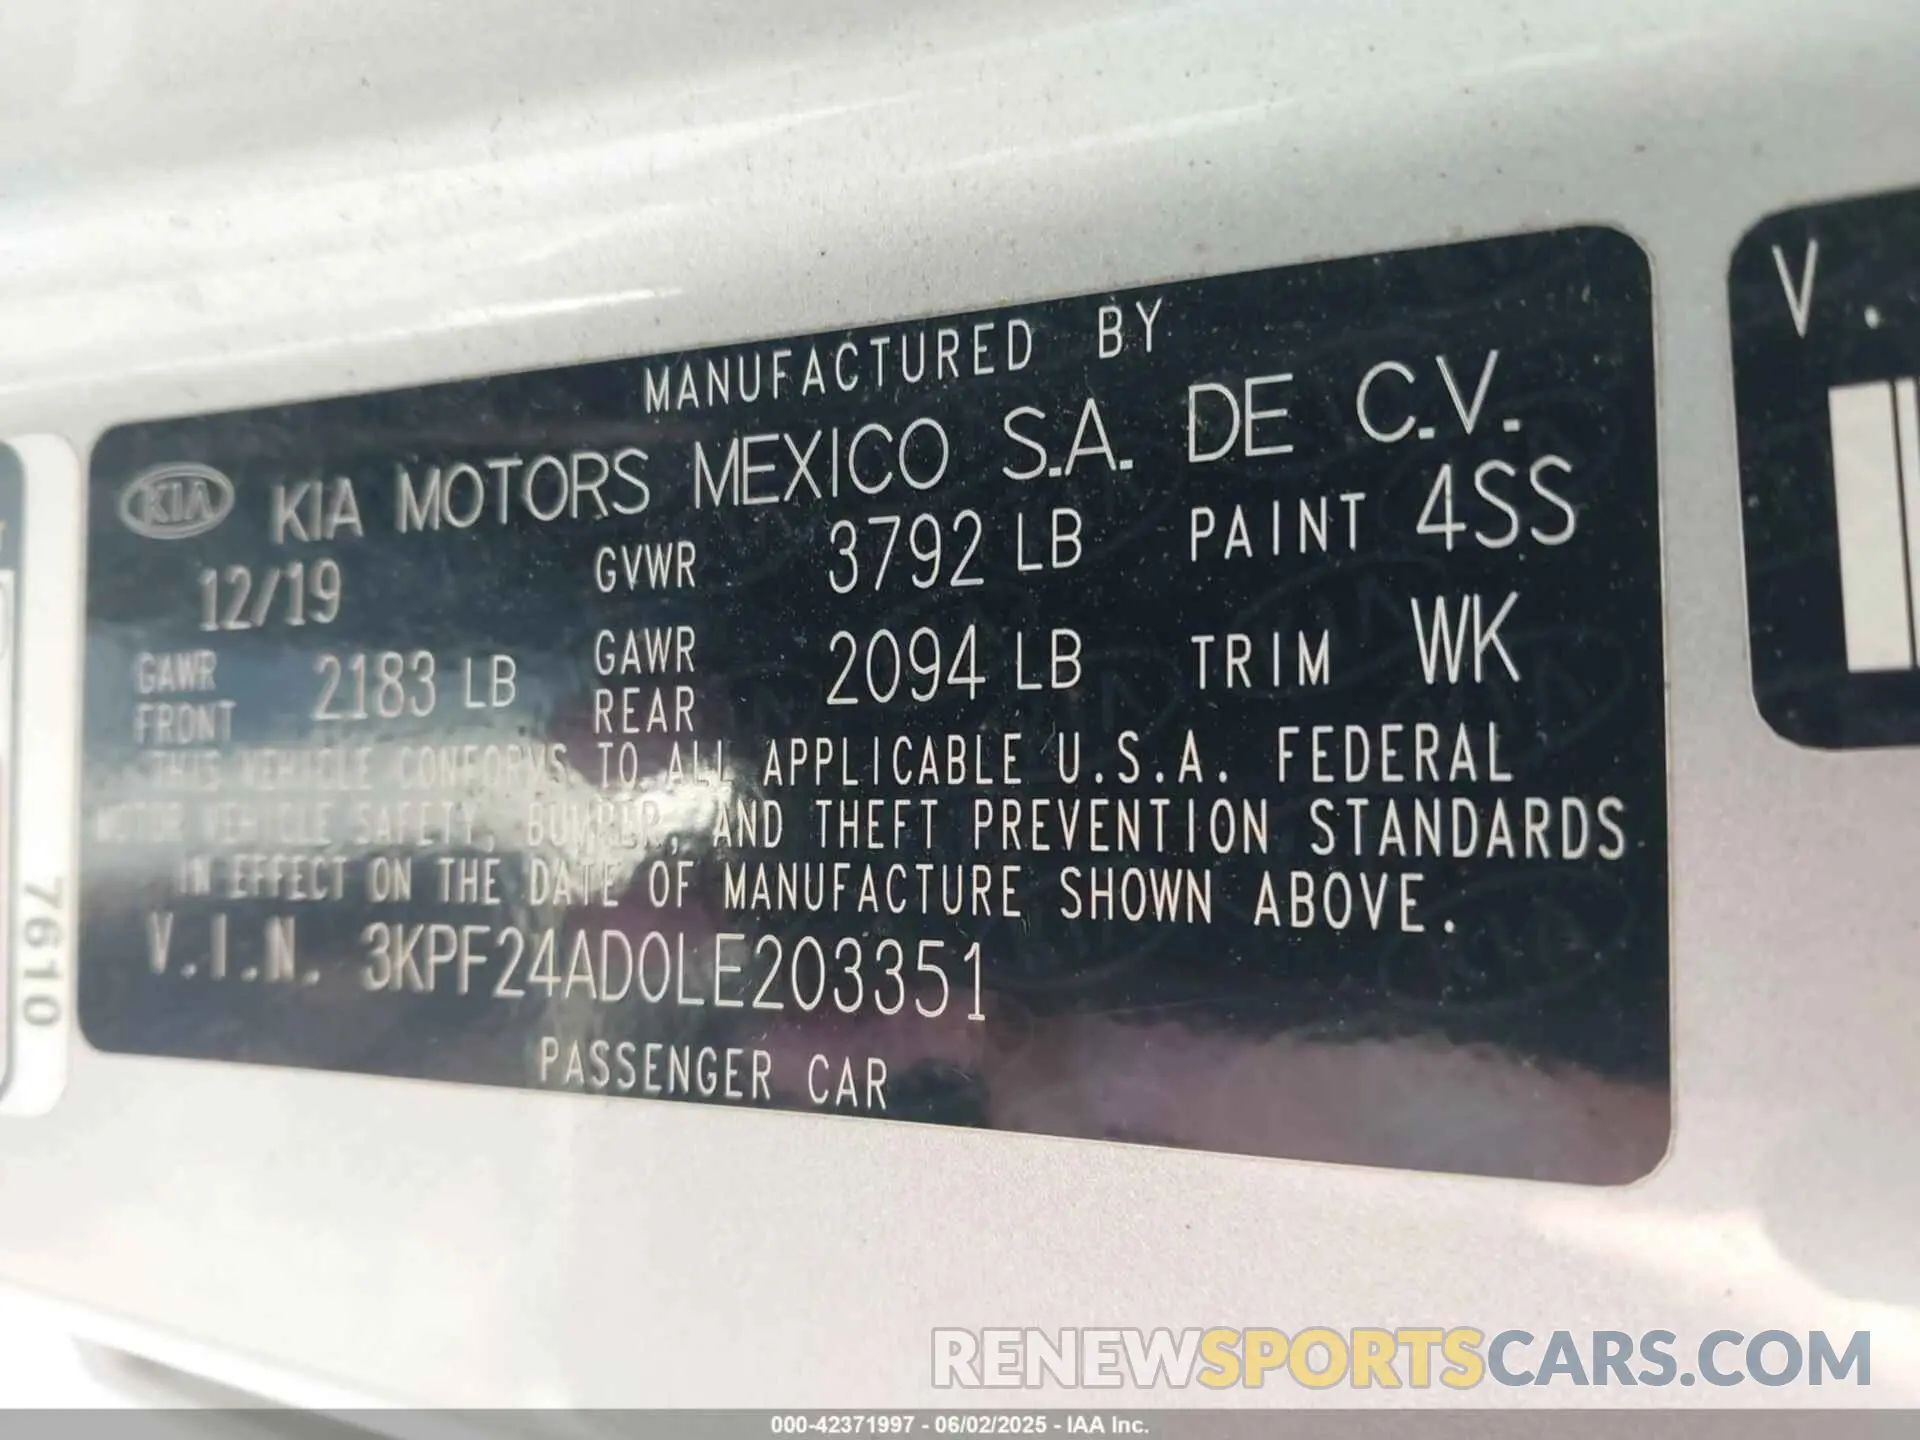 MANUFACTURED BY
KIA KIA MOTORS MEXICO S.A. DE C.V.
12/19 GVWR 3792 LB PAINT 4SS
GAWR FRONT 2183 LB GAWR REAR 2094 LB TRIM WK
THIS VEHICLE CONFORMS TO ALL APPLICABLE U.S.A. FEDERAL
MOTOR VEHICLE SAFETY, BUMPER, AND THEFT PREVENTION STANDARDS
IN EFFECT ON THE DATE OF MANUFACTURE SHOWN ABOVE.
V.I.N. 3KPF24AD0LE203351
PASSENGER CAR
7610
V.
RENEWSPORTSCARS.COM
000-42371997 - 06/02/2025 - IAA Inc.